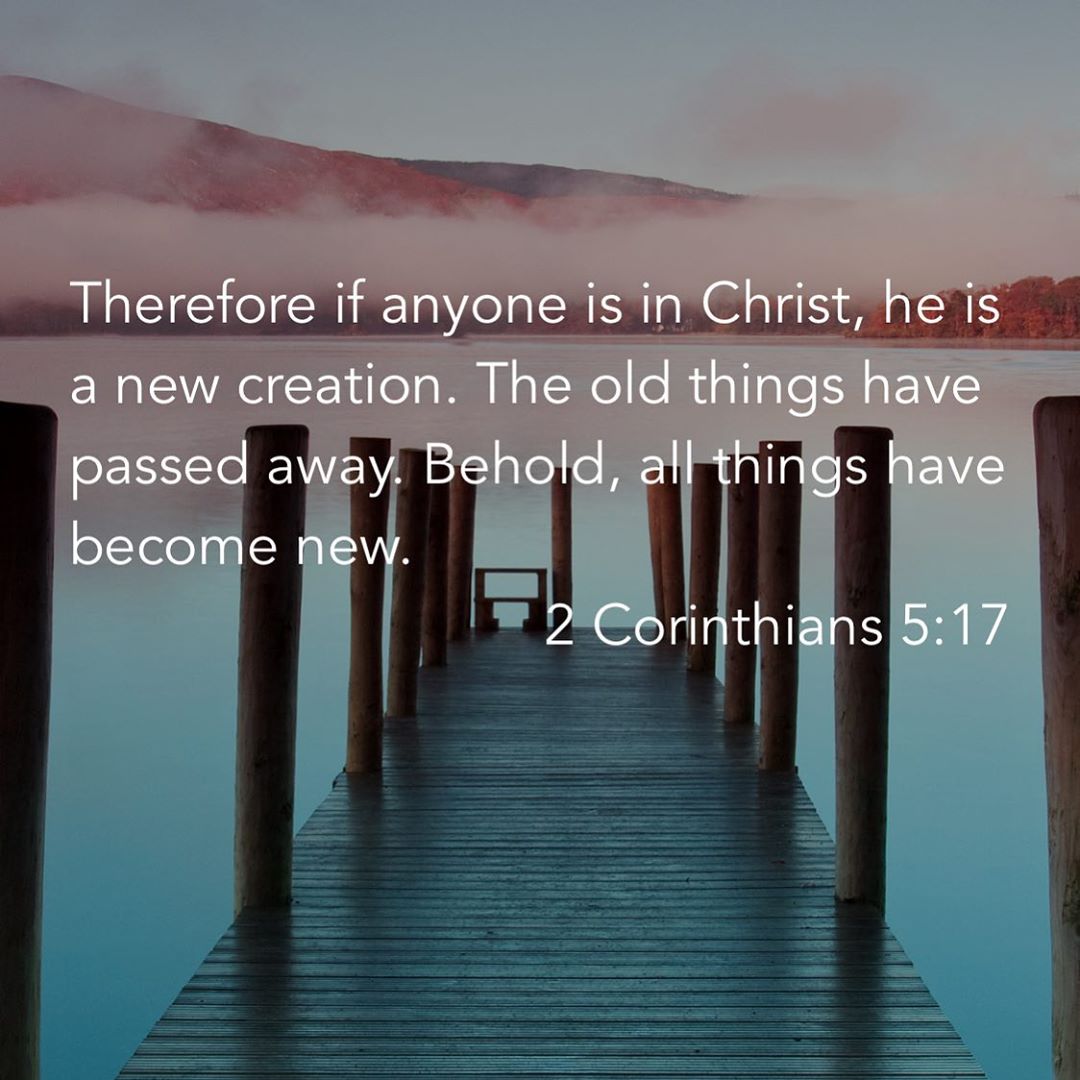 Therefore if anyone is in Christ, he is
a new creation. The old things have
passed away. Behold, all things have
become new.
2 Corinthians 5:17